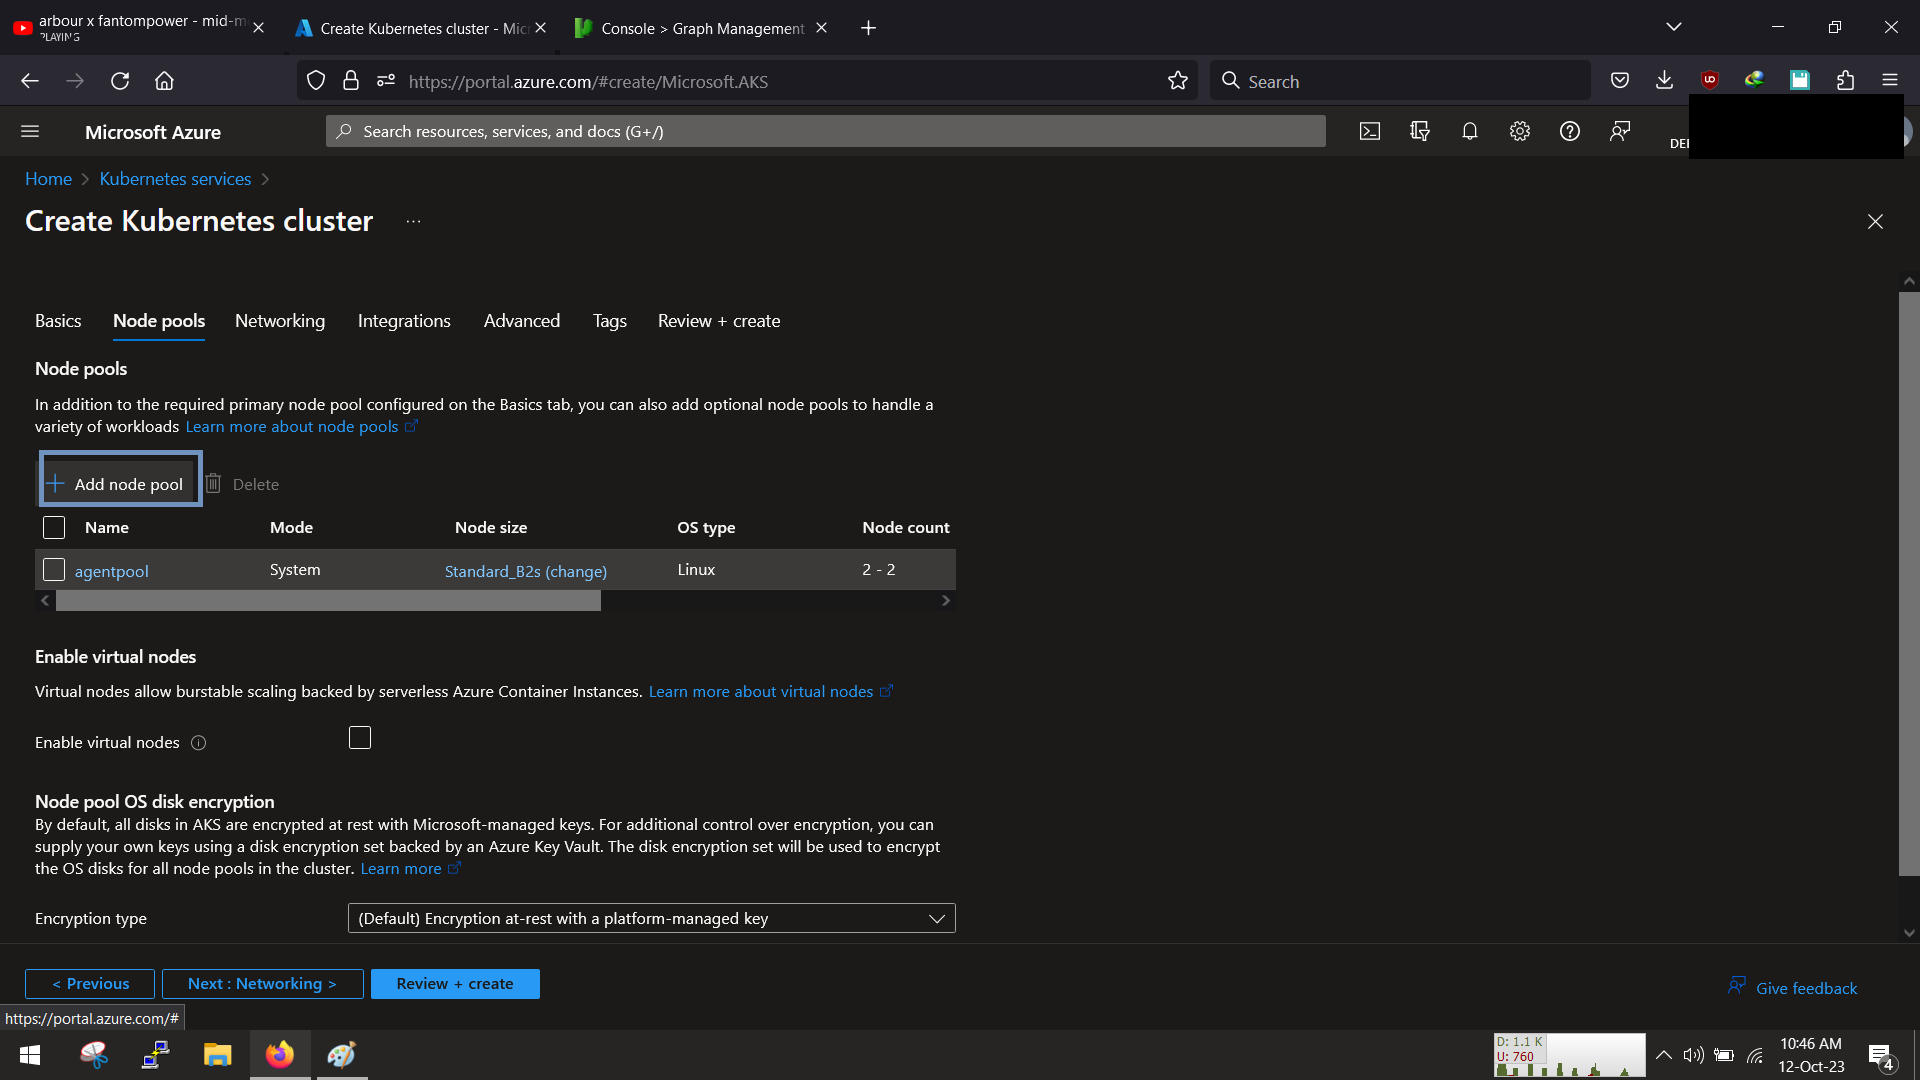 arbour x fantompower - mid-m
PLAYING
Create Kubernetes cluster - Mic
Console > Graph Management
https://portal.azure.com/#create/Microsoft.AKS
Search
Microsoft Azure
Search resources, services, and docs (G+/)
DEI
Home > Kubernetes services >
Create Kubernetes cluster ...
Basics Node pools Networking Integrations Advanced Tags Review + create
Node pools
In addition to the required primary node pool configured on the Basics tab, you can also add optional node pools to handle a
variety of workloads Learn more about node pools
+ Add node pool Delete
Name Mode Node size OS type Node count
agentpool System Standard_B2s (change) Linux 2 - 2
Enable virtual nodes
Virtual nodes allow burstable scaling backed by serverless Azure Container Instances. Learn more about virtual nodes
Enable virtual nodes
Node pool OS disk encryption
By default, all disks in AKS are encrypted at rest with Microsoft-managed keys. For additional control over encryption, you can
supply your own keys using a disk encryption set backed by an Azure Key Vault. The disk encryption set will be used to encrypt
the OS disks for all node pools in the cluster. Learn more
Encryption type (Default) Encryption at-rest with a platform-managed key
< Previous Next : Networking > Review + create
Give feedback
https://portal.azure.com/#
D: 1.1 K
U: 760
10:46 AM
12-Oct-23
4